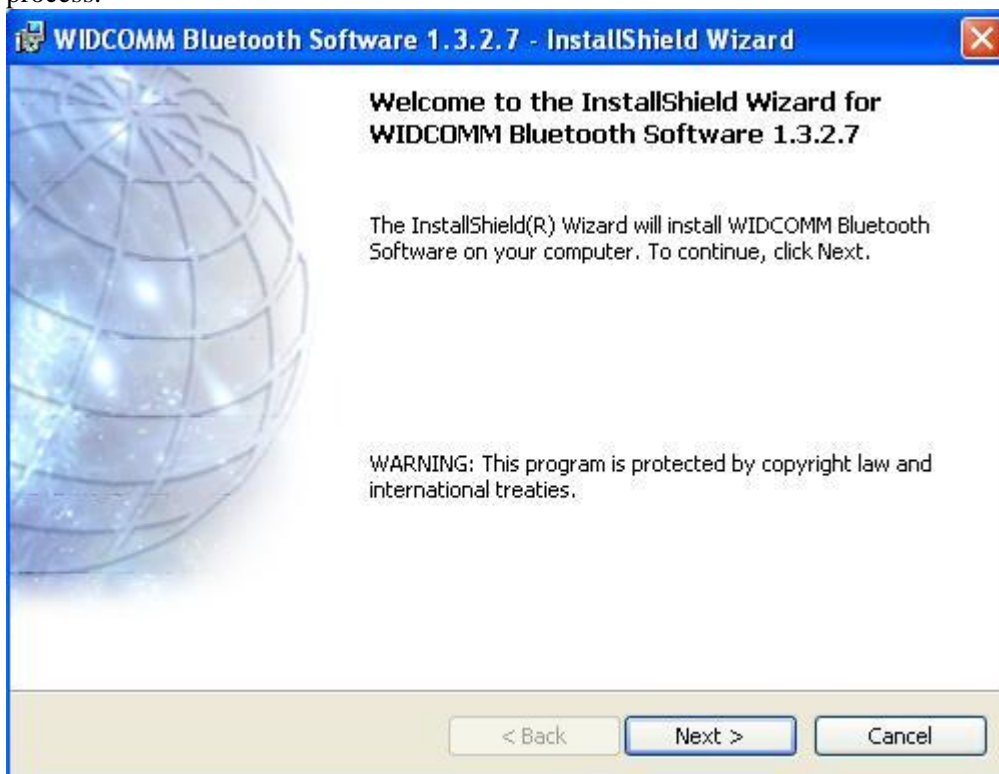 process.
WIDCOMM Bluetooth Software 1.3.2.7 - InstallShield Wizard
Welcome to the InstallShield Wizard for
WIDCOMM Bluetooth Software 1.3.2.7
The InstallShield(R) Wizard will install WIDCOMM Bluetooth
Software on your computer. To continue, click Next.
WARNING: This program is protected by copyright law and
international treaties.
< Back Next > Cancel